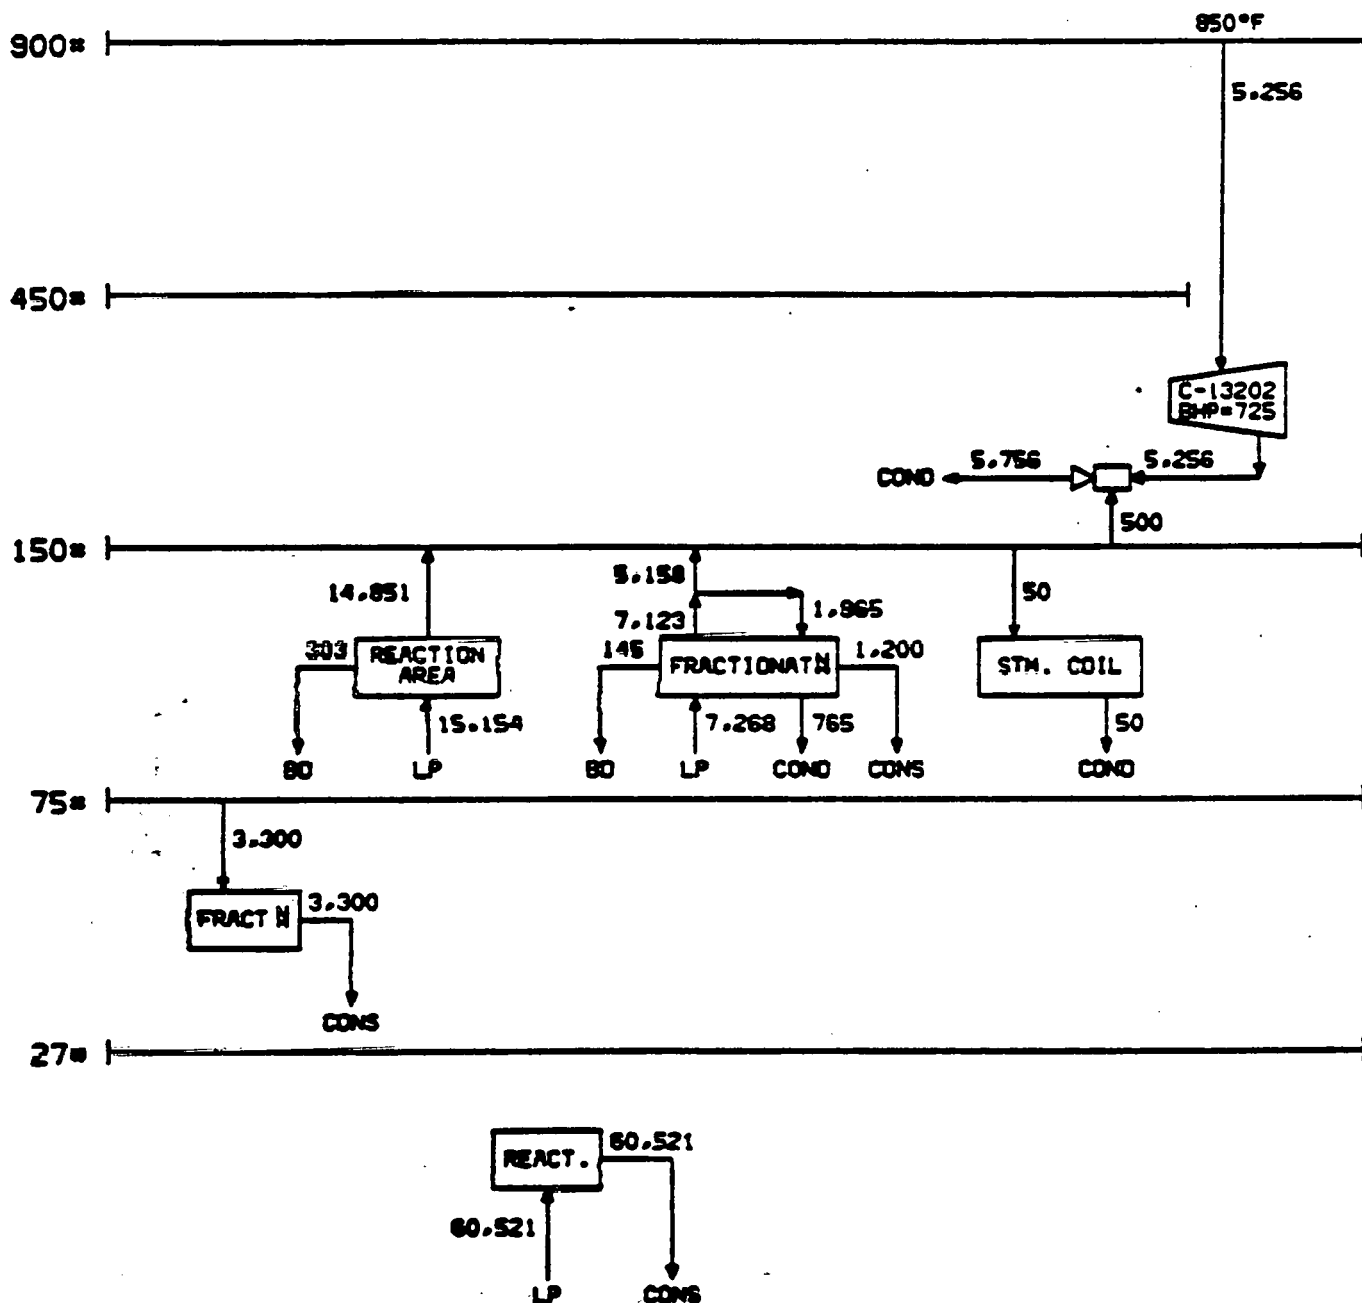 850°F
900#
5,256
450#
C-13202
BHP=725
COND
5,756
5,256
500
150#
14,851
5,158
7,123
1,965
50
303
REACTION
AREA
145
FRACTIONAT'N
1,200
STM. COIL
15,154
7,268
765
50
BD
LP
BD
LP
COND
CONS
COND
75#
3,300
FRACT'N
3,300
CONS
27#
REACT.
60,521
60,521
LP
CONS